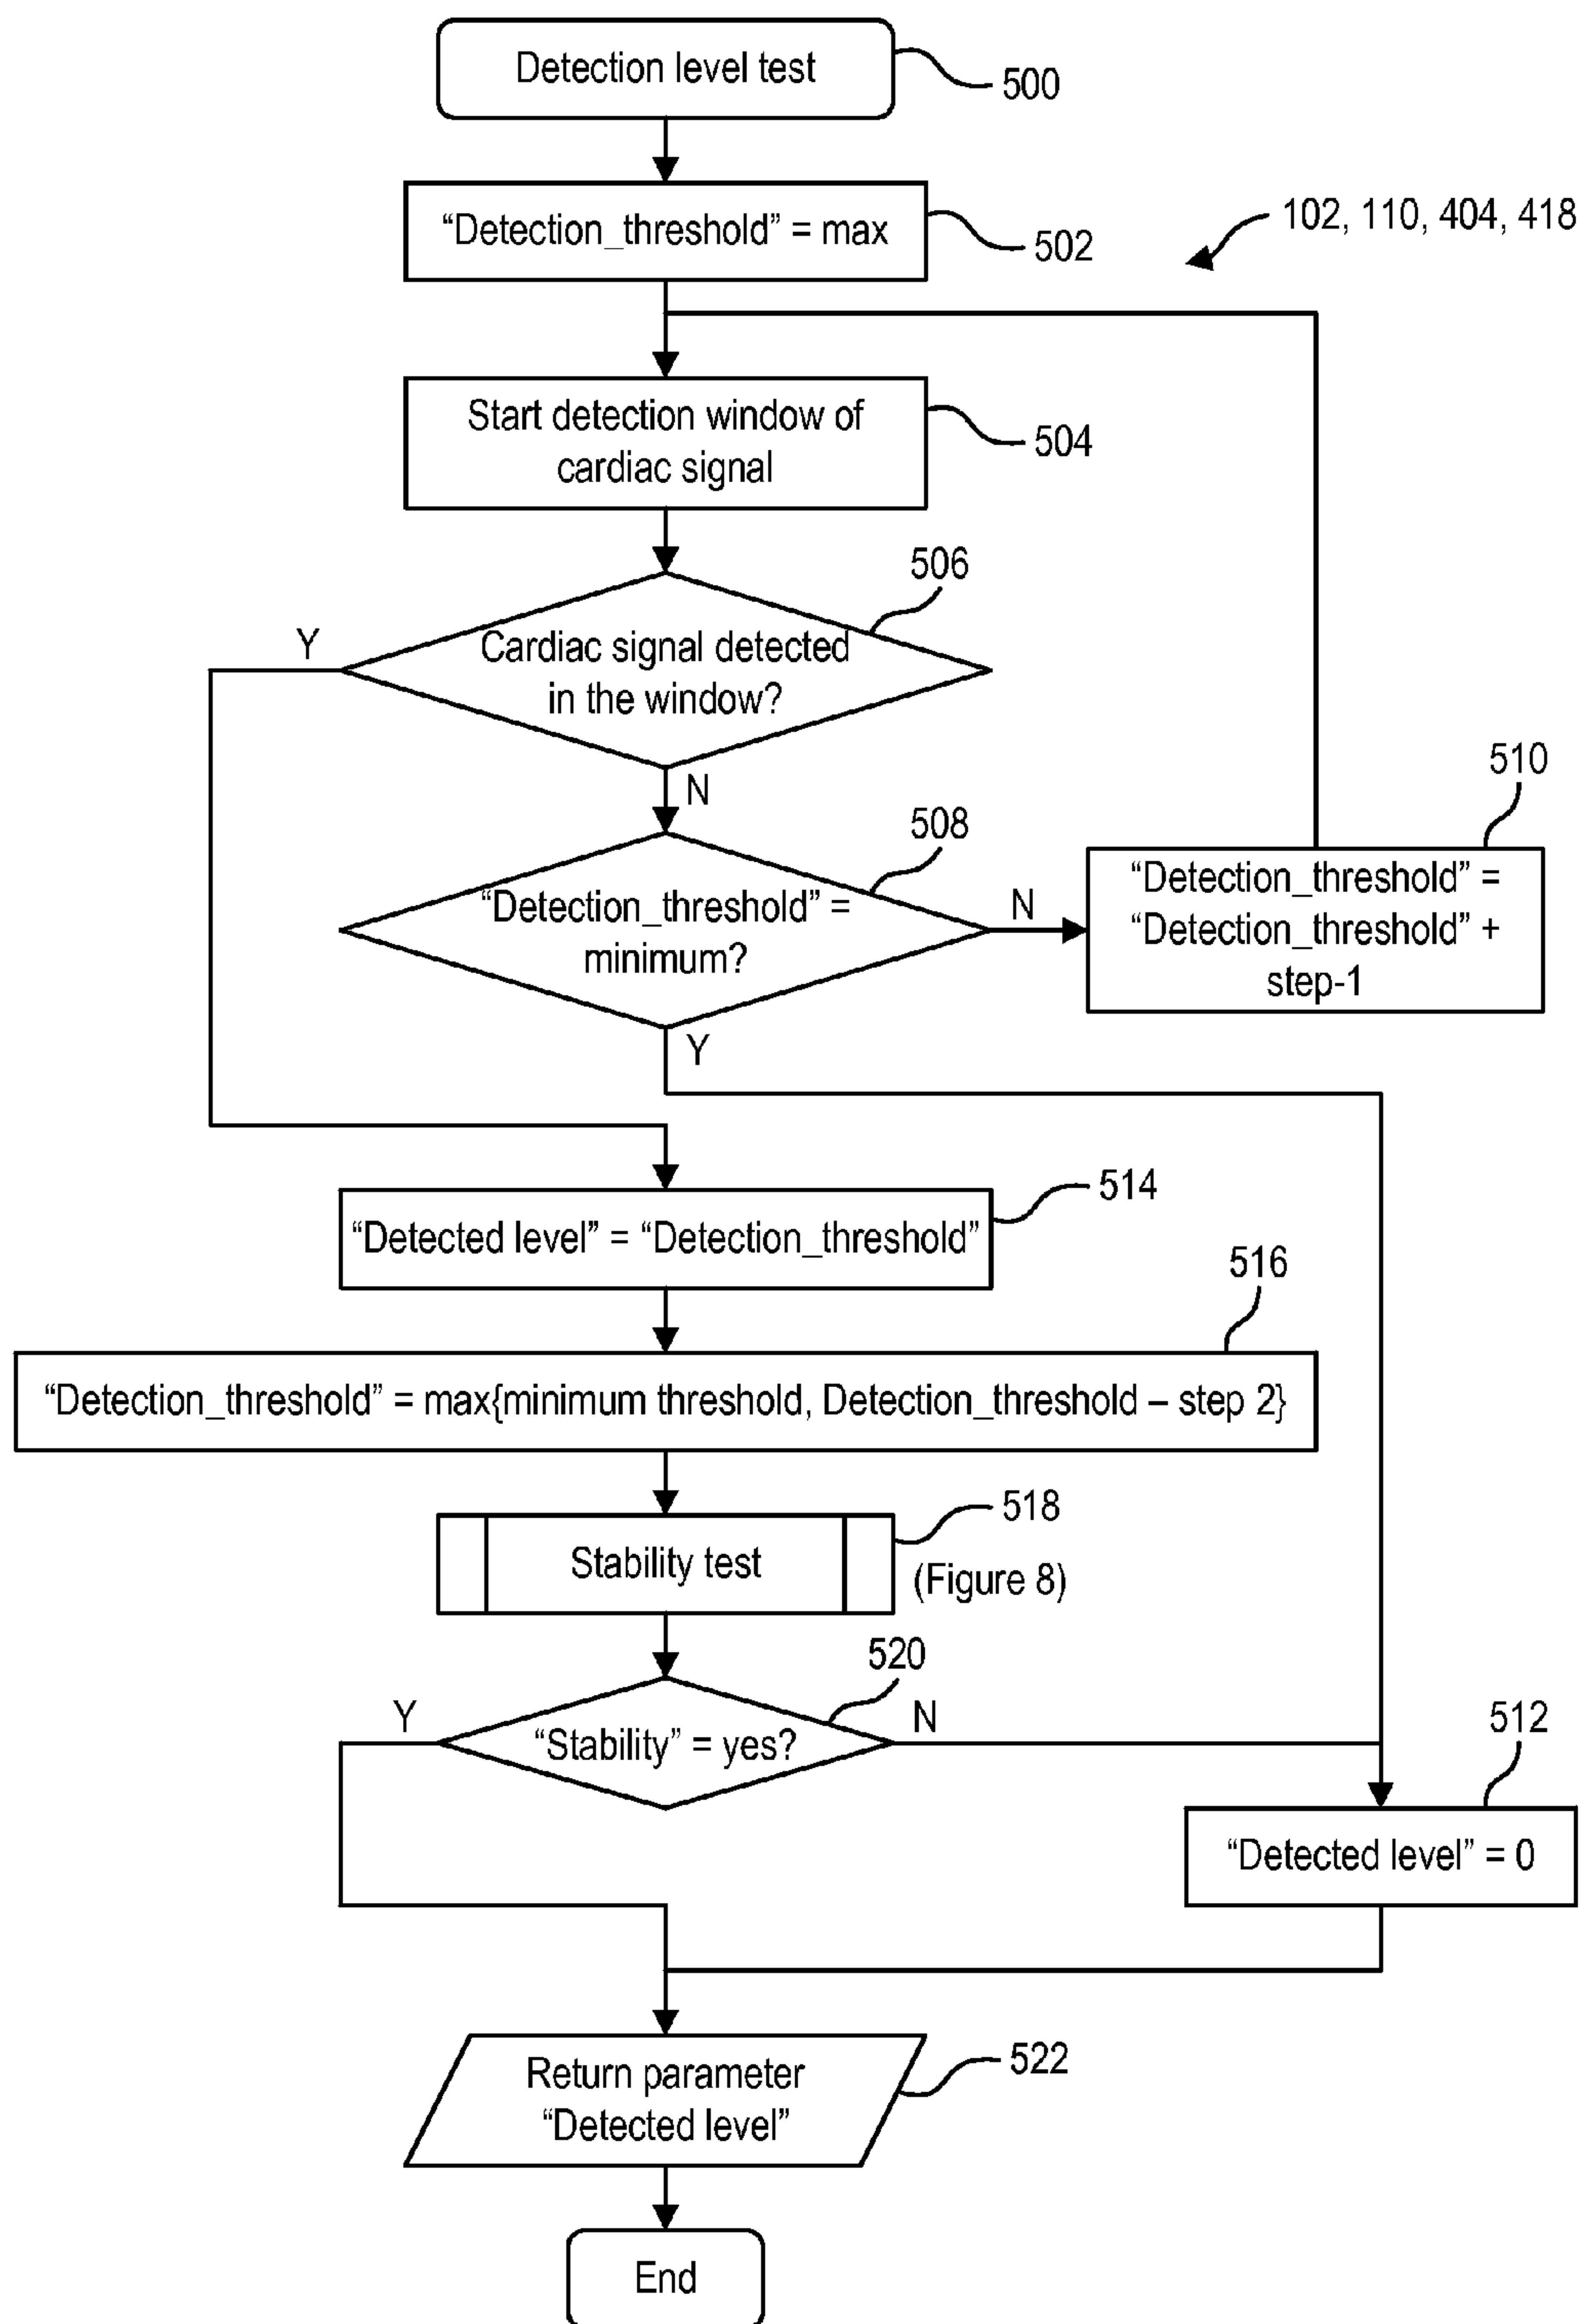 Detection level test
500
“Detection_threshold” = max
502
102, 110, 404, 418
Start detection window of
cardiac signal
504
506
Y
Cardiac signal detected
in the window?
N
508
510
“Detection_threshold” =
minimum?
N
“Detection_threshold” =
“Detection_threshold” +
step-1
Y
514
“Detected level” = “Detection_threshold”
516
“Detection_threshold” = max{minimum threshold, Detection_threshold – step 2}
518
Stability test
(Figure 8)
520
Y
“Stability” = yes?
N
512
“Detected level” = 0
Return parameter
“Detected level”
522
End